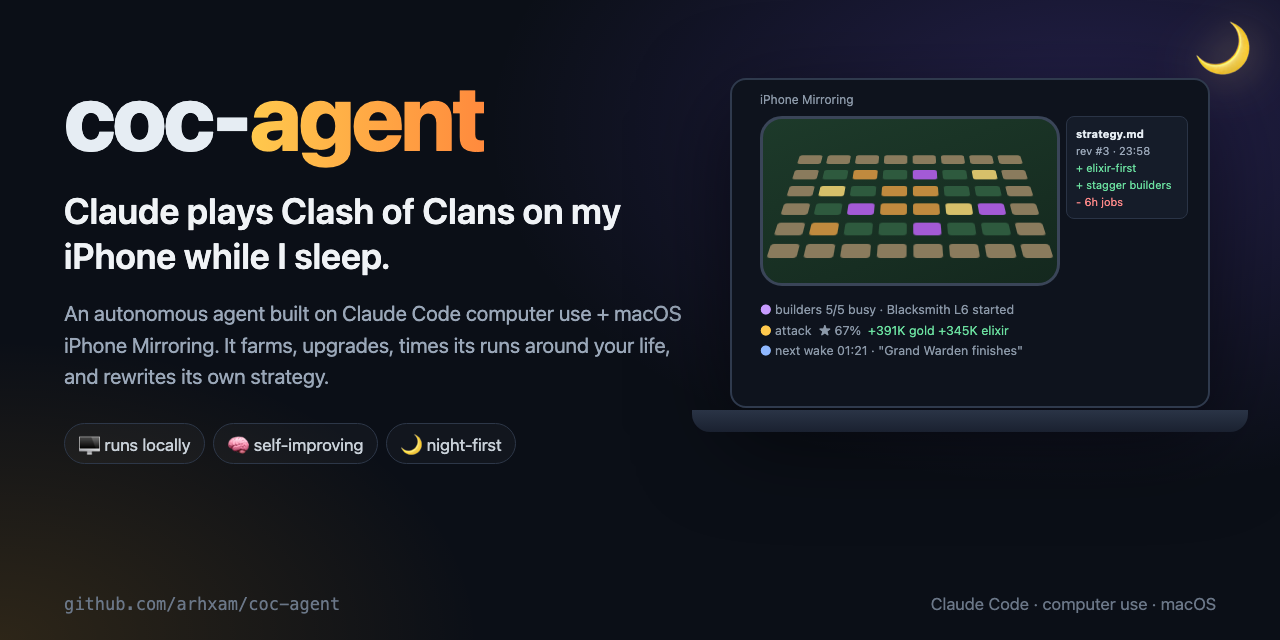 coc-agent
Claude plays Clash of Clans on my
iPhone while I sleep.
An autonomous agent built on Claude Code computer use + macOS
iPhone Mirroring. It farms, upgrades, times its runs around your life,
and rewrites its own strategy.
🖥️ runs locally
🧠 self-improving
🌙 night-first
iPhone Mirroring
strategy.md
rev #3 · 23:58
+ elixir-first
+ stagger builders
- 6h jobs
builders 5/5 busy · Blacksmith L6 started
attack ★ 67% +391K gold +345K elixir
next wake 01:21 · "Grand Warden finishes"
github.com/arhxam/coc-agent
Claude Code · computer use · macOS